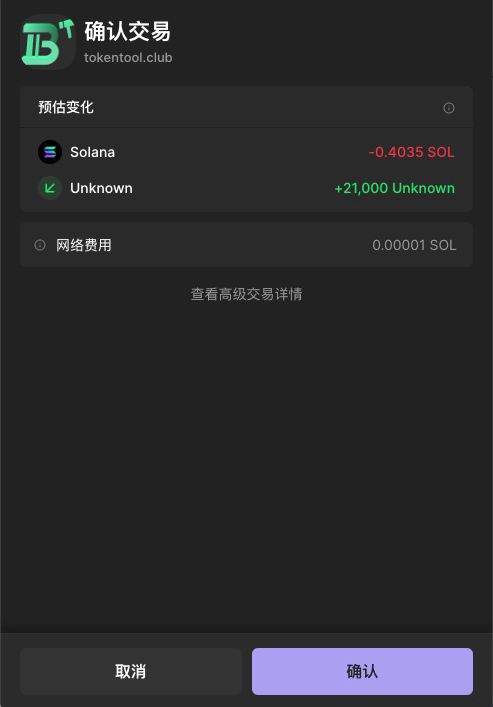 确认交易
tokentool.club
预估变化
Solana -0.4035 SOL
Unknown +21,000 Unknown
网络费用 0.00001 SOL
查看高级交易详情
取消 确认